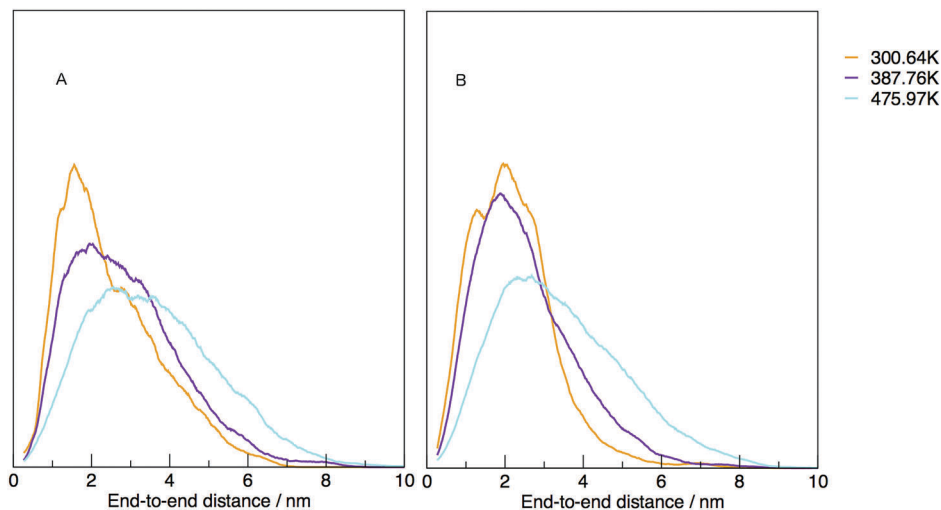 A
B
300.64K
387.76K
475.97K
0 2 4 6 8 10
0 2 4 6 8 10
End-to-end distance / nm
End-to-end distance / nm